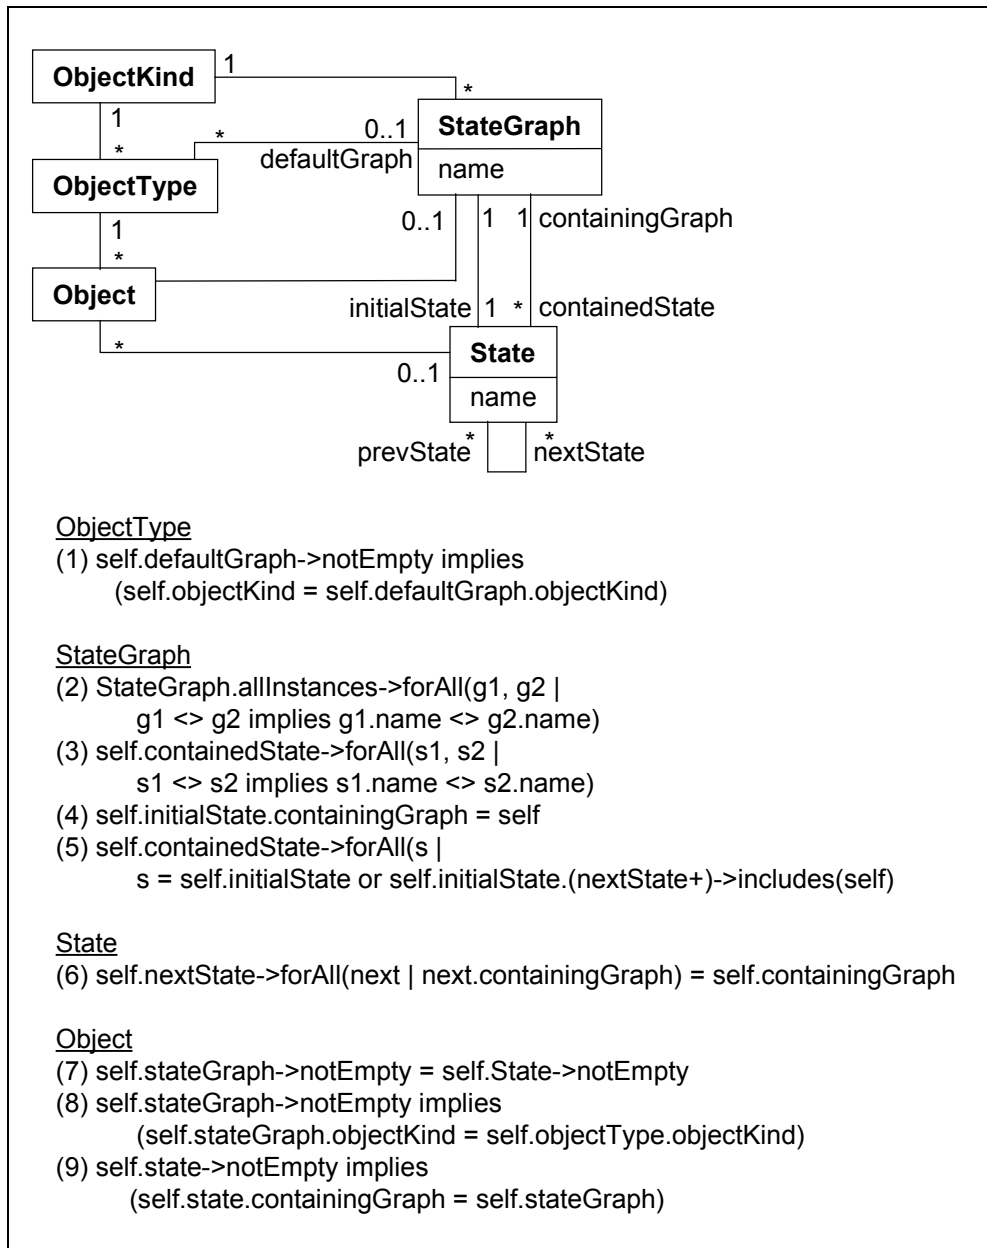 ObjectKind
1
*
1
*
*
0..1
defaultGraph
StateGraph
name
ObjectType
1
*
0..1
1
1
containingGraph
Object
initialState
1
*
containedState
*
0..1
State
name
prevState
*
*
nextState
ObjectType
(1) self.defaultGraph->notEmpty implies
(self.objectKind = self.defaultGraph.objectKind)
StateGraph
(2) StateGraph.allInstances->forAll(g1, g2 |
g1 <> g2 implies g1.name <> g2.name)
(3) self.containedState->forAll(s1, s2 |
s1 <> s2 implies s1.name <> s2.name)
(4) self.initialState.containingGraph = self
(5) self.containedState->forAll(s |
s = self.initialState or self.initialState.(nextState+)->includes(self)
State
(6) self.nextState->forAll(next | next.containingGraph) = self.containingGraph
Object
(7) self.stateGraph->notEmpty = self.State->notEmpty
(8) self.stateGraph->notEmpty implies
(self.stateGraph.objectKind = self.objectType.objectKind)
(9) self.state->notEmpty implies
(self.state.containingGraph = self.stateGraph)